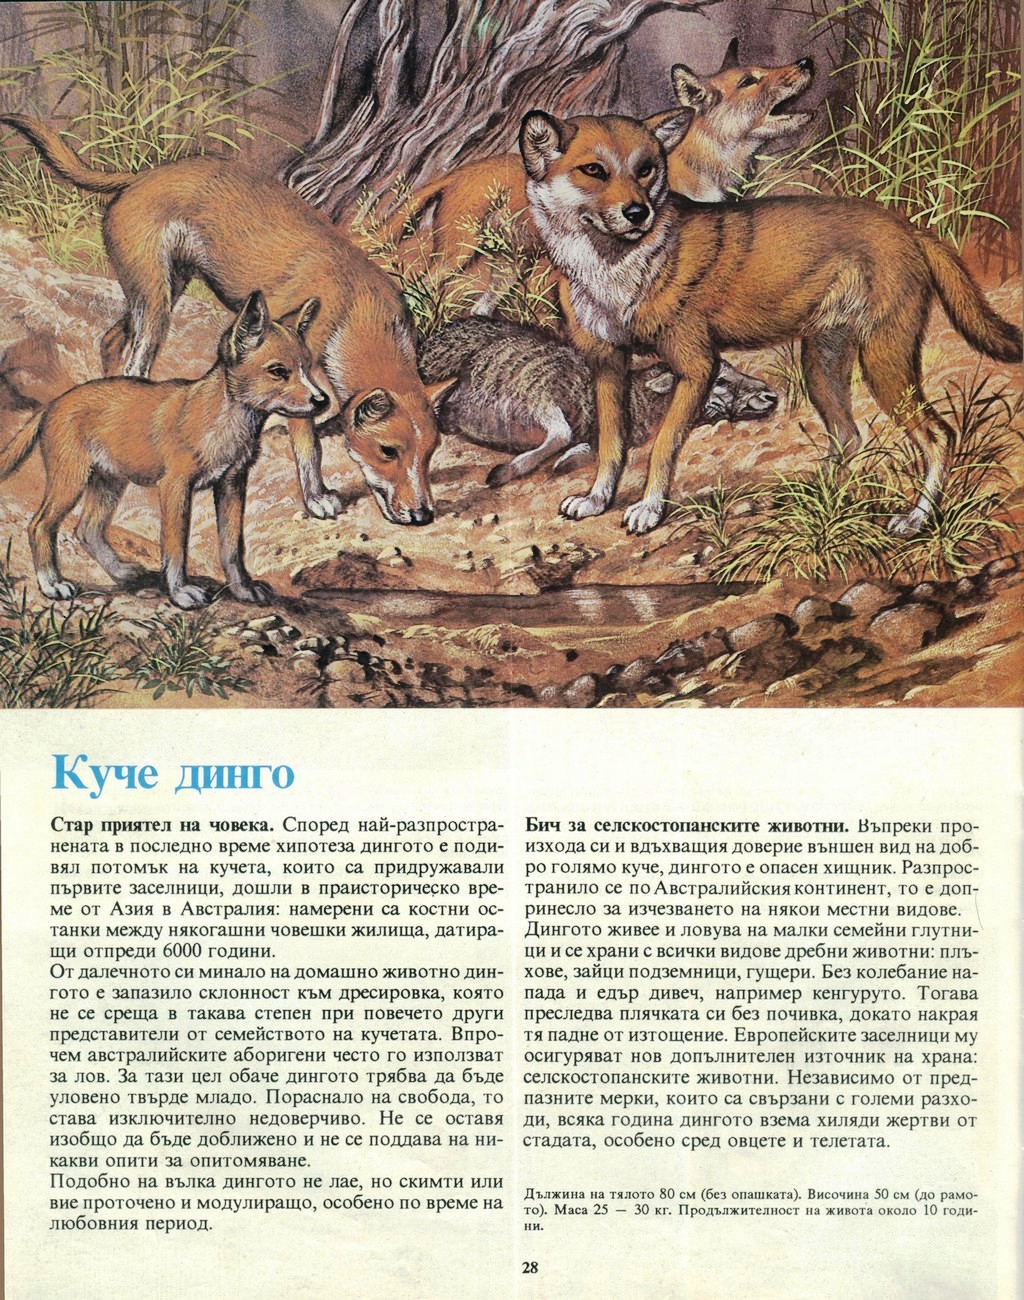 Куче динго
Стар приятел на човека. Според най-разпростра-
нената в последно време хипотеза дингото е поди-
вял потомък на кучета, които са придружавали
първите заселници, дошли в праисторическо вре-
ме от Азия в Австралия: намерени са костни ос-
танки между някогашни човешки жилища, датира-
щи отпреди 6000 години.
От далечното си минало на домашно животно дин-
гото е запазило склонност към дресировка, която
не се среща в такава степен при повечето други
представители от семейството на кучетата. Впро-
чем австралийските аборигени често го използват
за лов. За тази цел обаче дингото трябва да бъде
уловено твърде младо. Пораснало на свобода, то
става изключително недоверчиво. Не се оставя
изобщо да бъде доближено и не се поддава на ни-
какви опити за опитомяване.
Подобно на вълка дингото не лае, но скимти или
вие проточено и модулиращо, особено по време на
любовния период.
Бич за селскостопанските животни. Въпреки про-
изхода си и вдъхващия доверие външен вид на доб-
ро голямо куче, дингото е опасен хищник. Разпрос-
транило се по Австралийския континент, то е доп-
ринесло за изчезването на някои местни видове.
Дингото живее и ловува на малки семейни глутни-
ци и се храни с всички видове дребни животни: плъ-
хове, зайци подземници, гущери. Без колебание на-
пада и едър дивеч, например кенгуруто. Тогава
преследва плячката си без почивка, докато накрая
тя падне от изтощение. Европейските заселници му
осигуряват нов допълнителен източник на храна:
селскостопанските животни. Независимо от пред-
пазните мерки, които са свързани с големи разхо-
ди, всяка година дингото взема хиляди жертви от
стадата, особено сред овцете и телетата.
Дължина на тялото 80 см (без опашката). Височина 50 см (до рамо-
то). Маса 25 — 30 кг. Продължителност на живота около 10 годи-
ни.
28